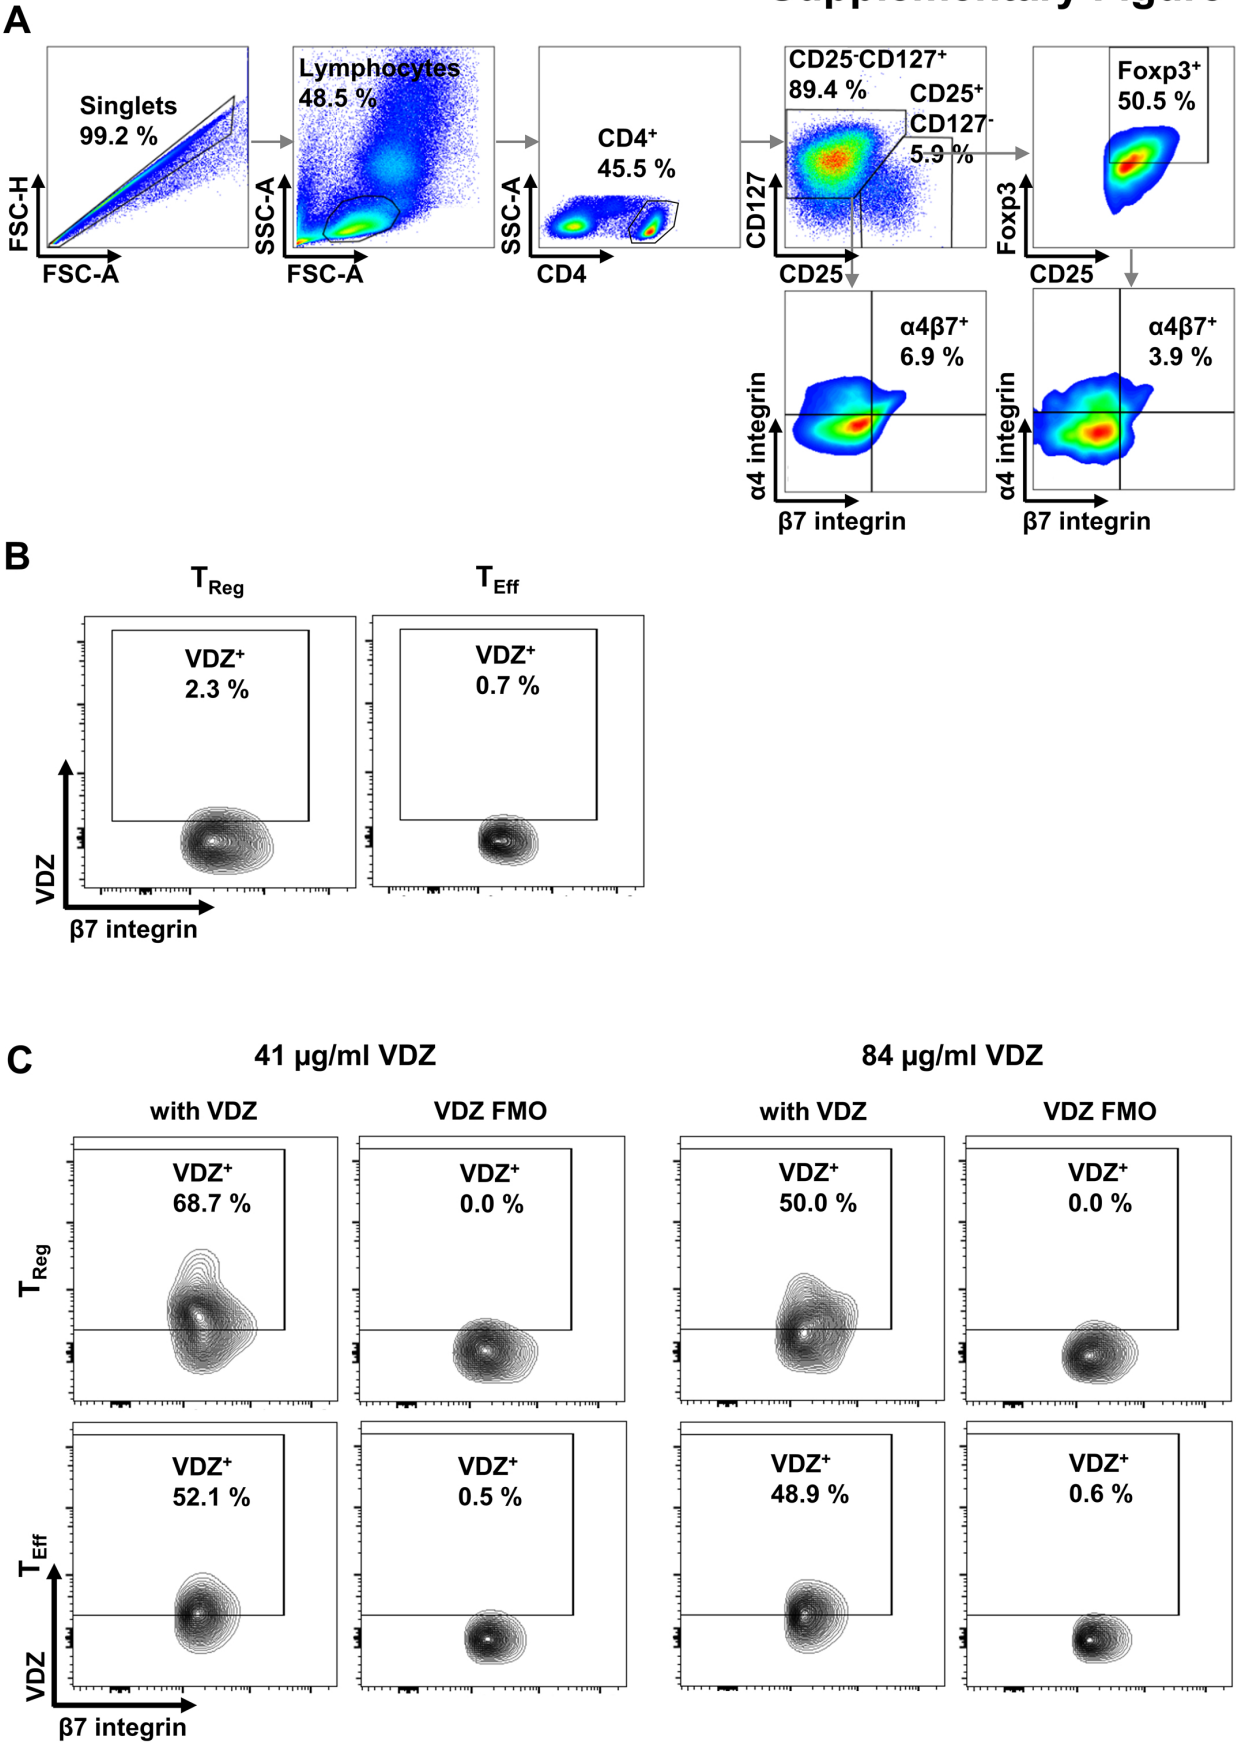 A
Singlets
99.2 %
FSC-H
FSC-A
Lymphocytes
48.5 %
SSC-A
FSC-A
CD4⁺
45.5 %
SSC-A
CD4
CD25⁻CD127⁺
89.4 %
CD25⁺
CD127⁻
5.9 %
CD127
CD25
Foxp3⁺
50.5 %
Foxp3
CD25
α4β7⁺
6.9 %
α4 integrin
β7 integrin
α4β7⁺
3.9 %
α4 integrin
β7 integrin
B
TReg
TEff
VDZ⁺
2.3 %
VDZ⁺
0.7 %
VDZ
β7 integrin
C
41 µg/ml VDZ
84 µg/ml VDZ
with VDZ
VDZ FMO
with VDZ
VDZ FMO
TReg
VDZ⁺
68.7 %
VDZ⁺
0.0 %
VDZ⁺
50.0 %
VDZ⁺
0.0 %
TEff
VDZ⁺
52.1 %
VDZ⁺
0.5 %
VDZ⁺
48.9 %
VDZ⁺
0.6 %
VDZ
β7 integrin